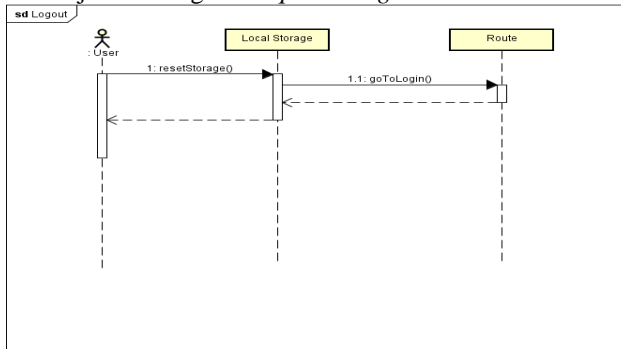 sd Logout
: User
Local Storage
Route
1: resetStorage()
1.1: goToLogin()